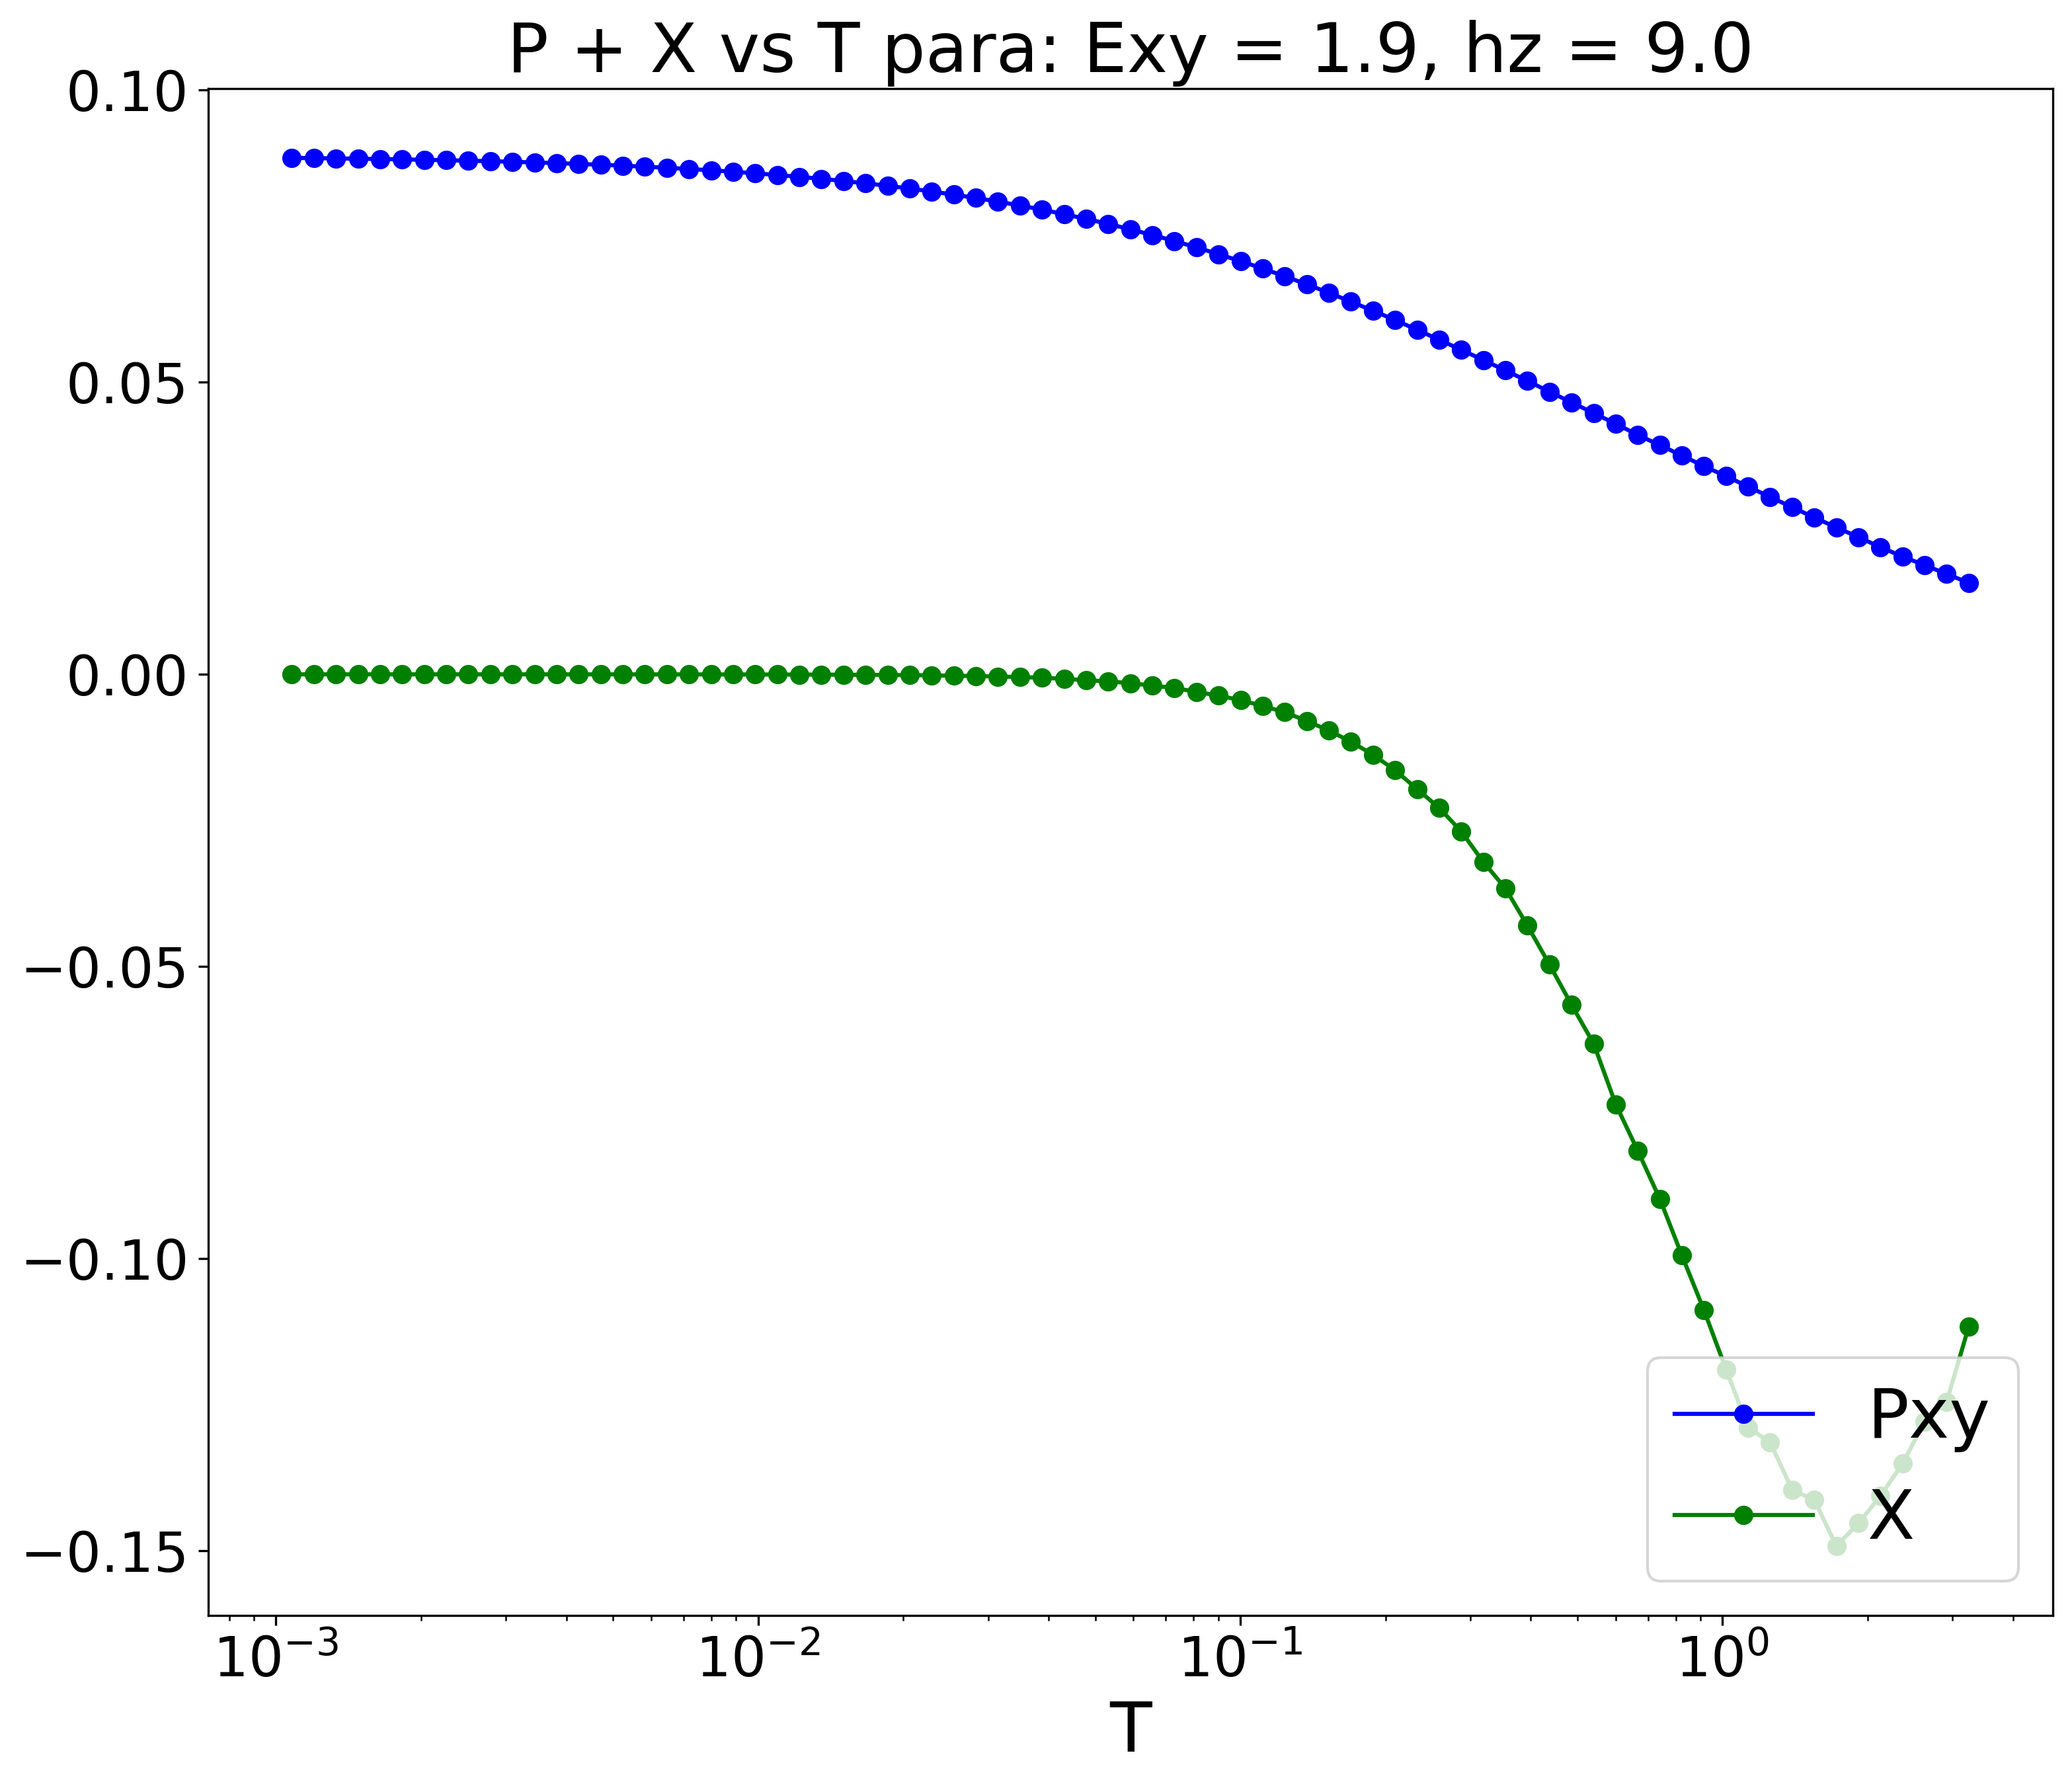 P + X vs T para: Exy = 1.9, hz = 9.0
0.10
0.05
0.00
−0.05
−0.10
−0.15
Pxy
X
10⁻³ 10⁻² 10⁻¹ 10⁰
T